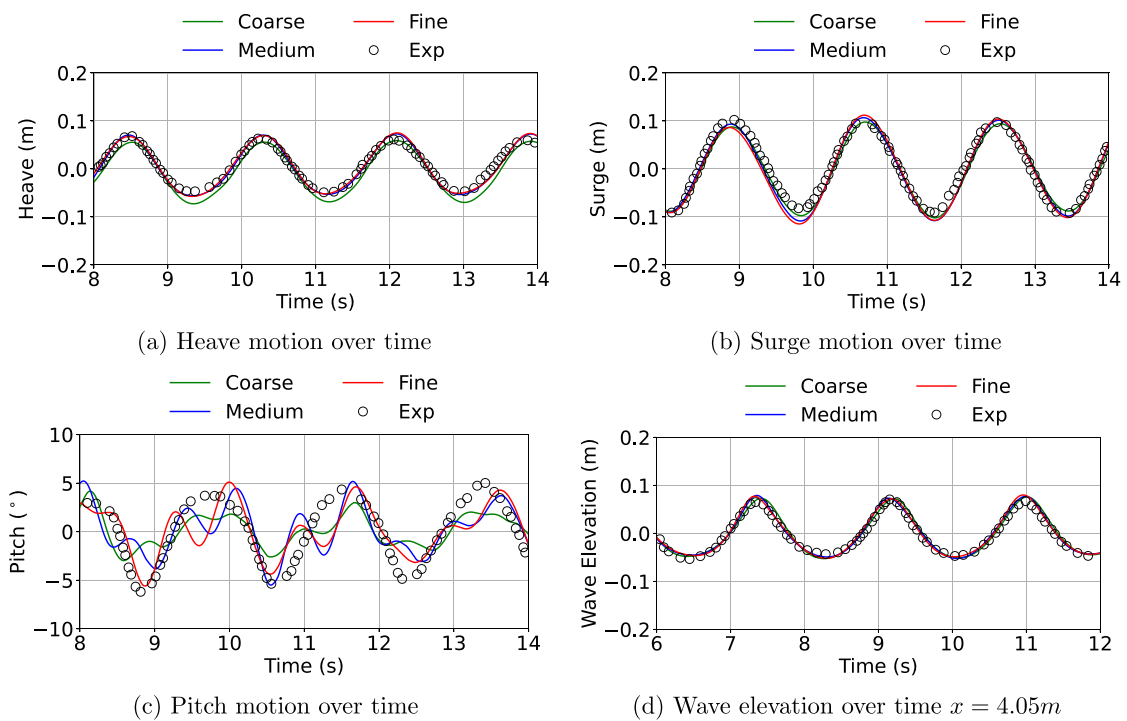 Coarse Fine
Medium Exp
0.2
0.1
0.0
−0.1
−0.2
Heave (m)
8 9 10 11 12 13 14
Time (s)
(a) Heave motion over time
Coarse Fine
Medium Exp
0.2
0.1
0.0
−0.1
−0.2
Surge (m)
8 9 10 11 12 13 14
Time (s)
(b) Surge motion over time
Coarse Fine
Medium Exp
10
5
0
−5
−10
Pitch (°)
8 9 10 11 12 13 14
Time (s)
(c) Pitch motion over time
Coarse Fine
Medium Exp
0.2
0.1
0.0
−0.1
−0.2
Wave Elevation (m)
6 7 8 9 10 11 12
Time (s)
(d) Wave elevation over time x = 4.05m